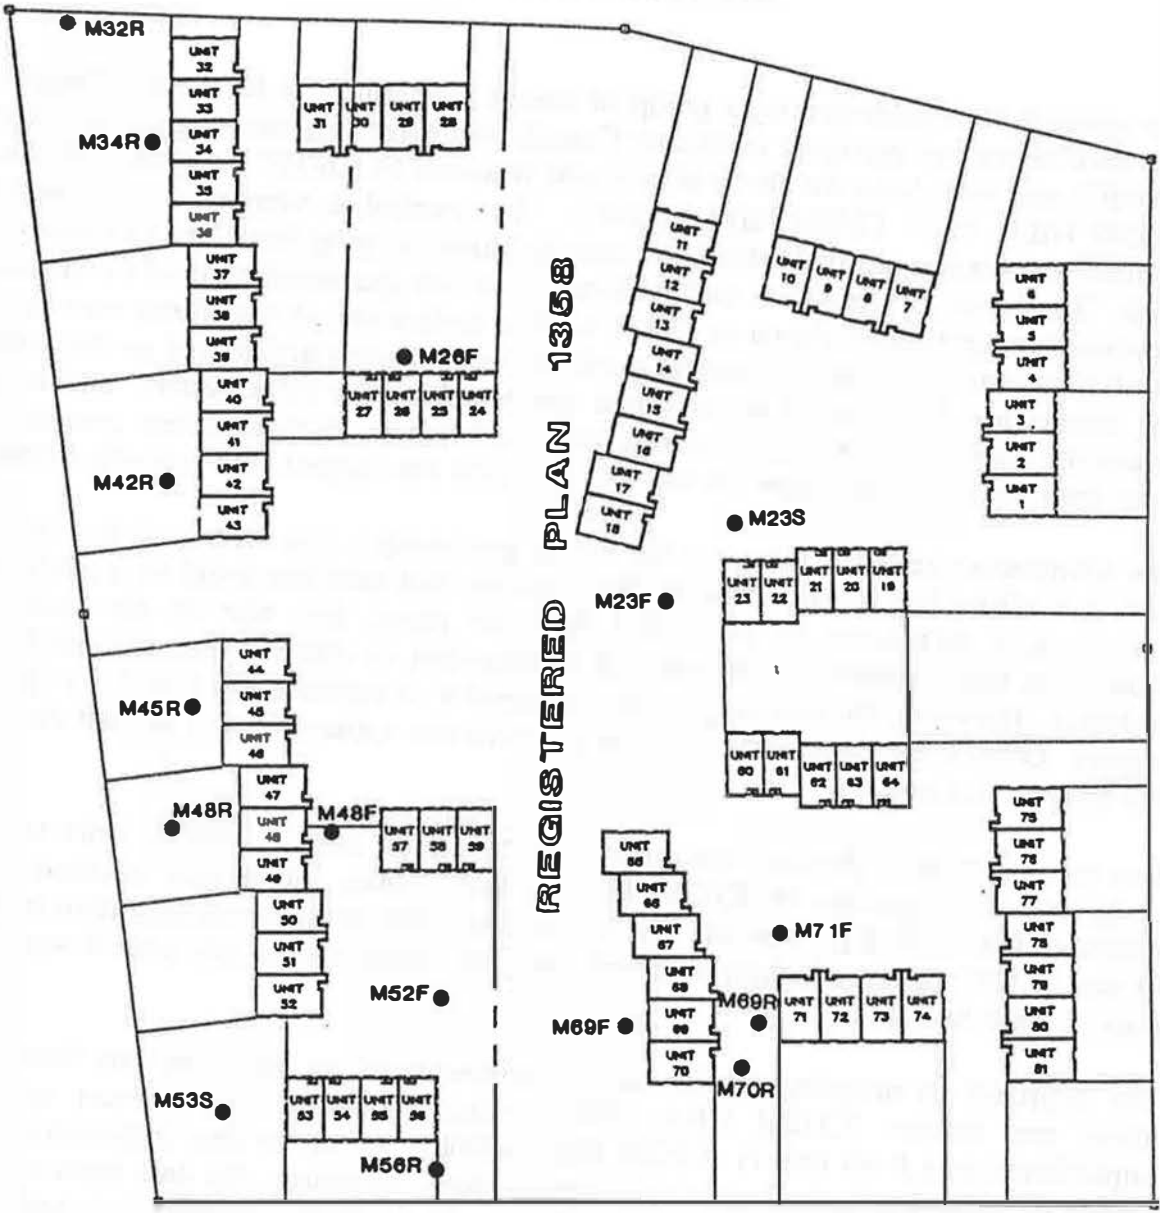 M32R
UNIT 32
UNIT 33
M34R
UNIT 34
UNIT 35
UNIT 36
UNIT 31
UNIT 30
UNIT 29
UNIT 28
UNIT 37
UNIT 38
UNIT 39
UNIT 40
UNIT 41
M42R
UNIT 42
UNIT 43
M26F
UNIT 27
UNIT 26
UNIT 25
UNIT 24
REGISTERED PLAN 1358
UNIT 11
UNIT 12
UNIT 13
UNIT 14
UNIT 15
UNIT 16
UNIT 17
UNIT 18
UNIT 10
UNIT 9
UNIT 8
UNIT 7
UNIT 6
UNIT 5
UNIT 4
UNIT 3
UNIT 2
UNIT 1
M23S
M23F
UNIT 23
UNIT 22
UNIT 21
UNIT 20
UNIT 19
UNIT 44
M45R
UNIT 45
UNIT 46
UNIT 47
M48R
UNIT 48
M48F
UNIT 49
UNIT 57
UNIT 58
UNIT 59
UNIT 50
UNIT 51
UNIT 52
M52F
M53S
UNIT 53
UNIT 54
UNIT 55
UNIT 56
M56R
UNIT 60
UNIT 61
UNIT 62
UNIT 63
UNIT 64
UNIT 65
UNIT 66
UNIT 67
UNIT 68
M69F
UNIT 69
UNIT 70
M69R
M70R
M71F
UNIT 71
UNIT 72
UNIT 73
UNIT 74
UNIT 75
UNIT 76
UNIT 77
UNIT 78
UNIT 79
UNIT 80
UNIT 81